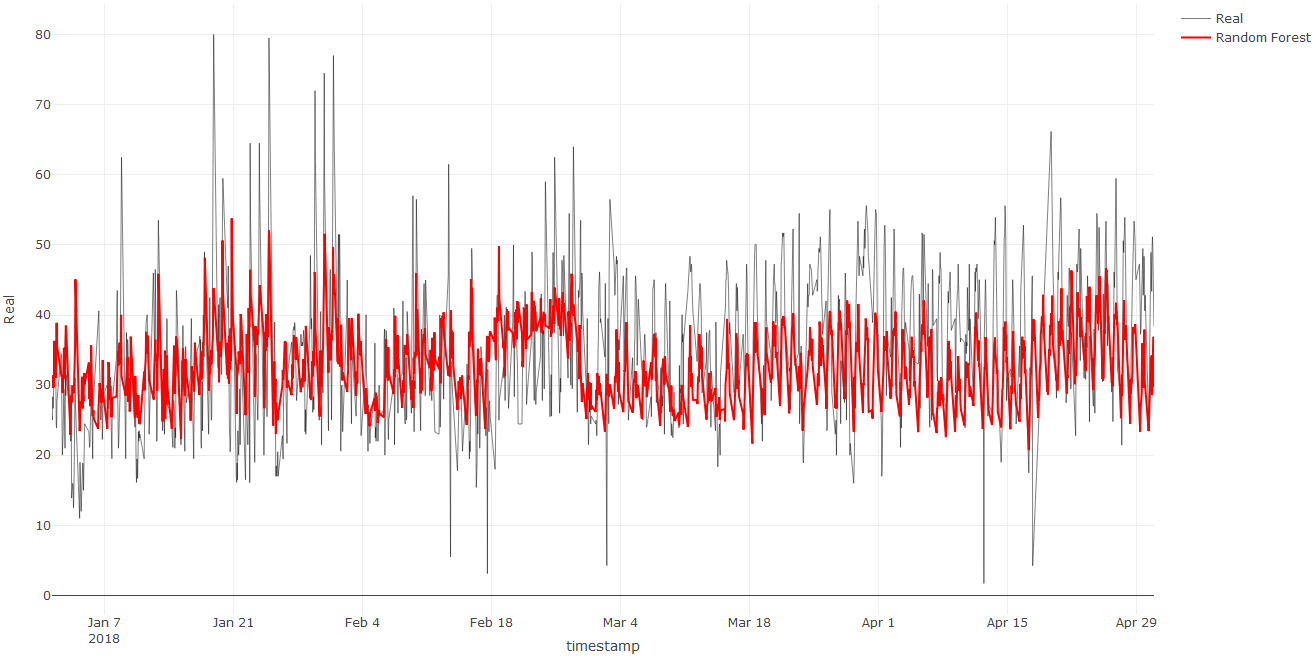 Real
Random Forest
Real
80
70
60
50
40
30
20
10
0
Jan 7
2018
Jan 21
Feb 4
Feb 18
Mar 4
Mar 18
Apr 1
Apr 15
Apr 29
timestamp